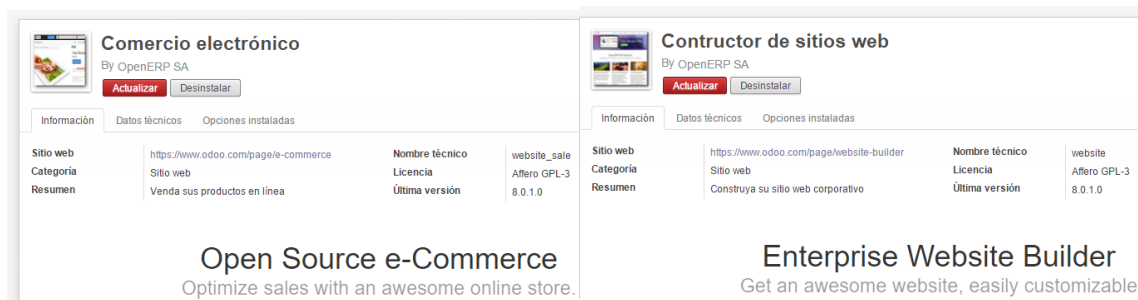 Comercio electrónico
By OpenERP SA
Actualizar Desinstalar
Información Datos técnicos Opciones instaladas
Sitio web https://www.odoo.com/page/e-commerce Nombre técnico website_sale
Categoría Sitio web Licencia Affero GPL-3
Resumen Venda sus productos en línea Última versión 8.0.1.0
Open Source e-Commerce
Optimize sales with an awesome online store.
Contructor de sitios web
By OpenERP SA
Actualizar Desinstalar
Información Datos técnicos Opciones instaladas
Sitio web https://www.odoo.com/page/website-builder Nombre técnico website
Categoría Sitio web Licencia Affero GPL-3
Resumen Construya su sitio web corporativo Última versión 8.0.1.0
Enterprise Website Builder
Get an awesome website, easily customizable